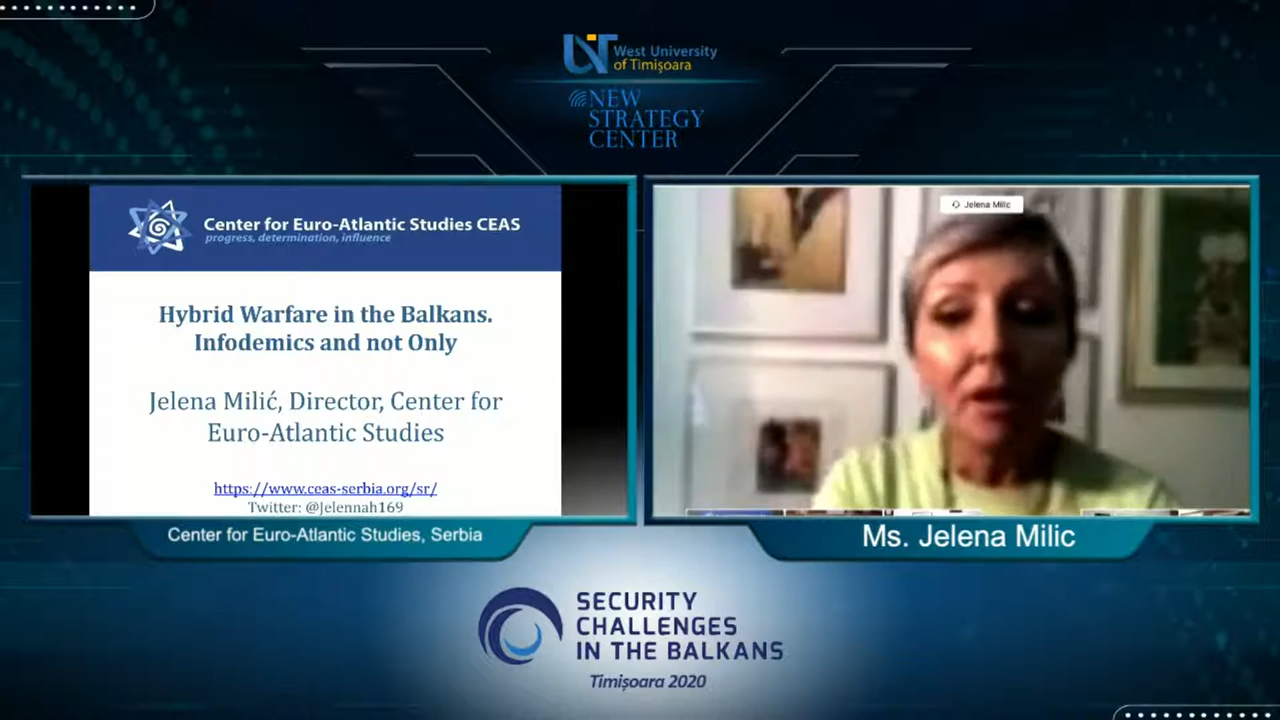 West University
of Timișoara
NEW
STRATEGY
CENTER
Center for Euro-Atlantic Studies CEAS
progress, determination, influence
Hybrid Warfare in the Balkans.
Infodemics and not Only
Jelena Milić, Director, Center for
Euro-Atlantic Studies
https://www.ceas-serbia.org/sr/
Twitter: @Jelennah169
Center for Euro-Atlantic Studies, Serbia
Jelena Milic
Ms. Jelena Milic
SECURITY
CHALLENGES
IN THE BALKANS
Timișoara 2020